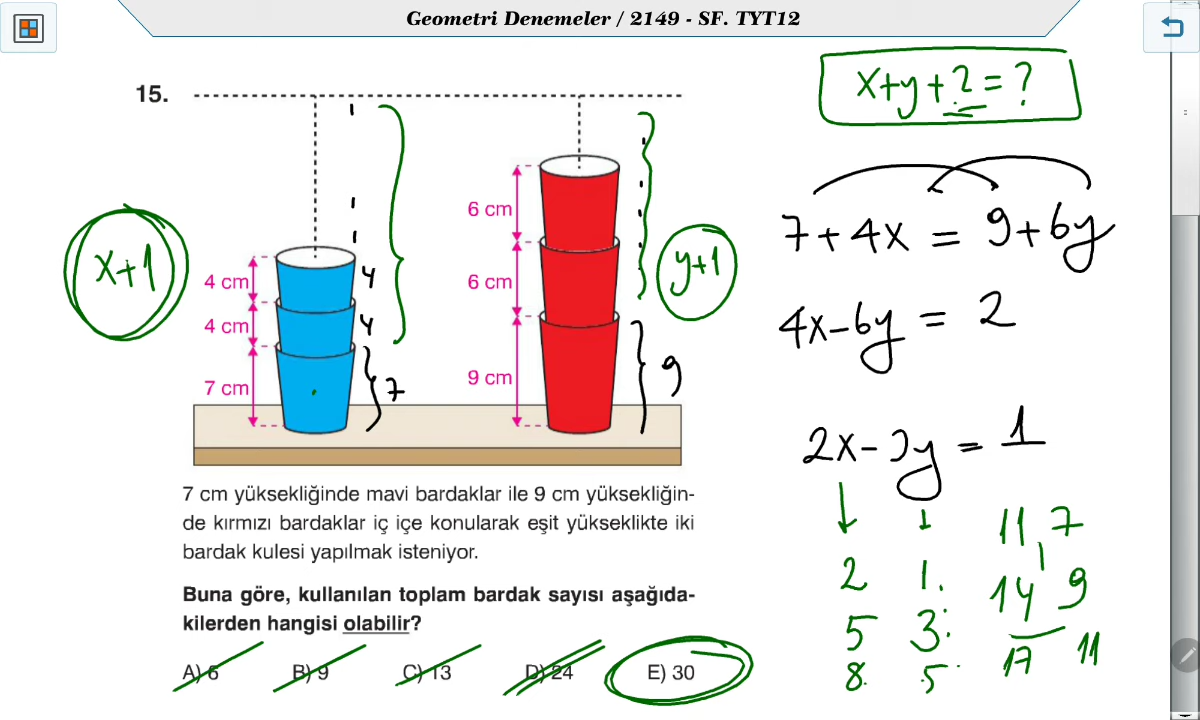 Geometri Denemeler / 2149 - SF. TYT12
x+y+2=?
15.
6 cm
7+4x = 9+6y
x+1
y+1
4 cm
4
6 cm
4 cm
4
4x-6y = 2
7 cm
7
9 cm
9
2x-3y = 1
7 cm yüksekliğinde mavi bardaklar ile 9 cm yüksekliğin-
de kırmızı bardaklar iç içe konularak eşit yükseklikte iki
bardak kulesi yapılmak isteniyor.
11, 7
2 1.
14 9
Buna göre, kullanılan toplam bardak sayısı aşağıda-
kilerden hangisi olabilir?
5 3:
17 11
A) 6 B) 9 C) 13 D) 24 E) 30
8. 5